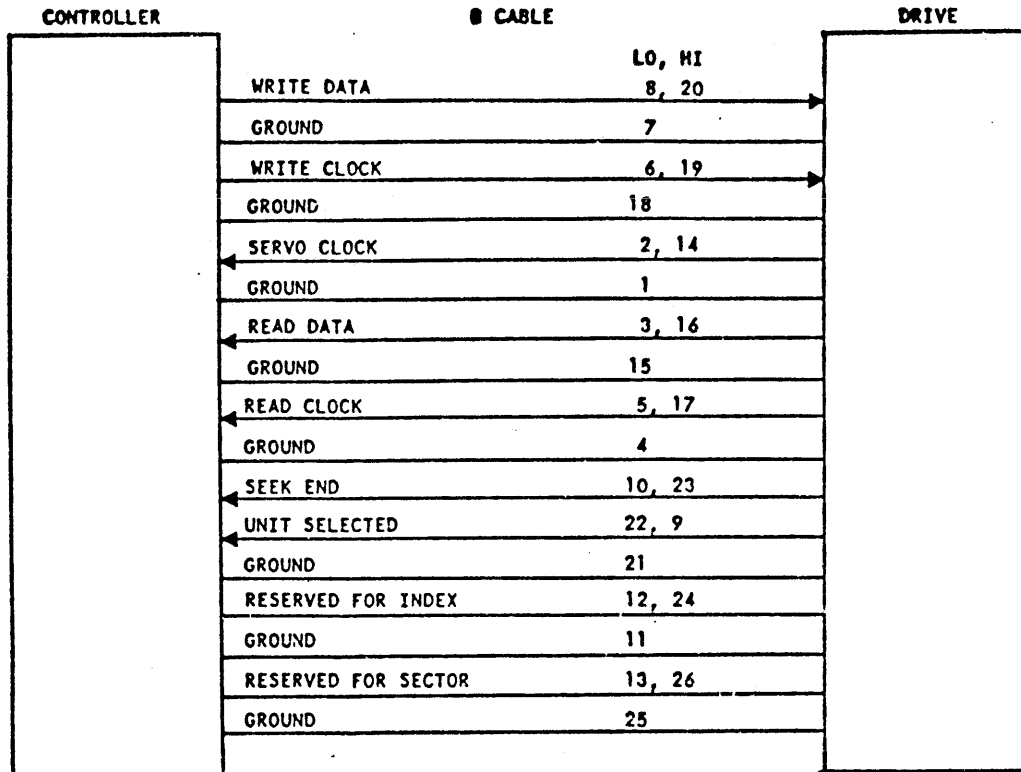 CONTROLLER B CABLE DRIVE
LO, HI
WRITE DATA 8, 20
GROUND 7
WRITE CLOCK 6, 19
GROUND 18
SERVO CLOCK 2, 14
GROUND 1
READ DATA 3, 16
GROUND 15
READ CLOCK 5, 17
GROUND 4
SEEK END 10, 23
UNIT SELECTED 22, 9
GROUND 21
RESERVED FOR INDEX 12, 24
GROUND 11
RESERVED FOR SECTOR 13, 26
GROUND 25